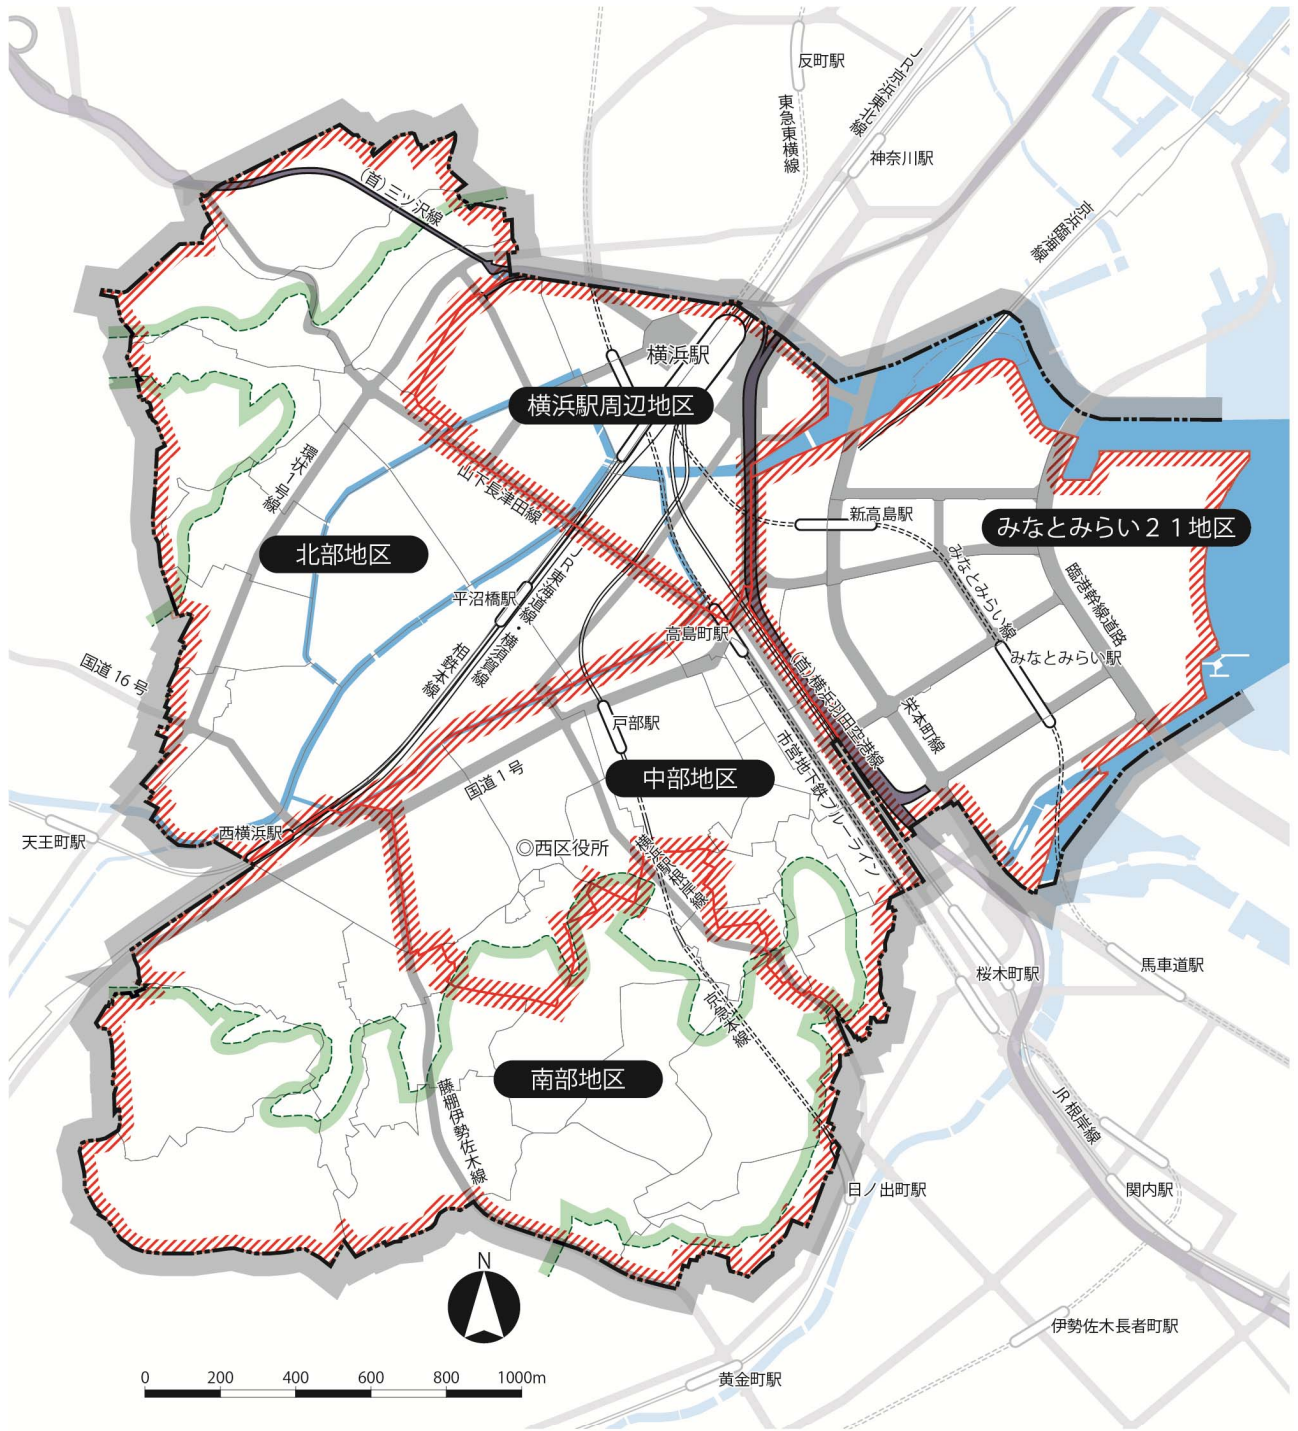 反町駅
JR京浜東北線
東急東横線
神奈川駅
(首)三ツ沢線
京浜臨海線
横浜駅
横浜駅周辺地区
環状1号線
山下長津田線
新高島駅
みなとみらい21地区
北部地区
みなとみらい線
臨港幹線道路
平沼橋駅
JR東海道線・横須賀線
相鉄本線
高島町駅
国道16号
(首)横浜羽田空港線
みなとみらい駅
栄本町線
戸部駅
市営地下鉄ブルーライン
国道1号
中部地区
天王町駅
西横浜駅
◎西区役所
横浜駅根岸線
桜木町駅
馬車道駅
京急本線
南部地区
藤棚伊勢佐木線
JR根岸線
日ノ出町駅
関内駅
N
伊勢佐木長者町駅
黄金町駅
0 200 400 600 800 1000m